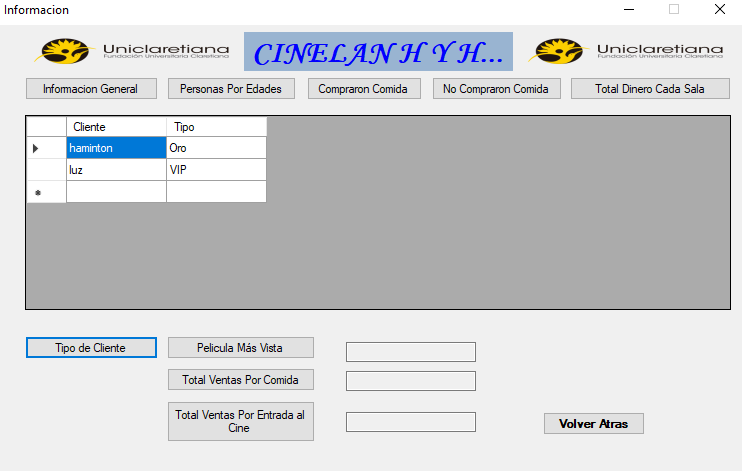 Informacion
Uniclaretiana
Fundación Universitaria Claretiana
CINELAN H Y H...
Uniclaretiana
Fundación Universitaria Claretiana
Informacion General
Personas Por Edades
Compraron Comida
No Compraron Comida
Total Dinero Cada Sala
Cliente Tipo
haminton Oro
luz VIP
Tipo de Cliente
Pelicula Más Vista
Total Ventas Por Comida
Total Ventas Por Entrada al
Cine
Volver Atras